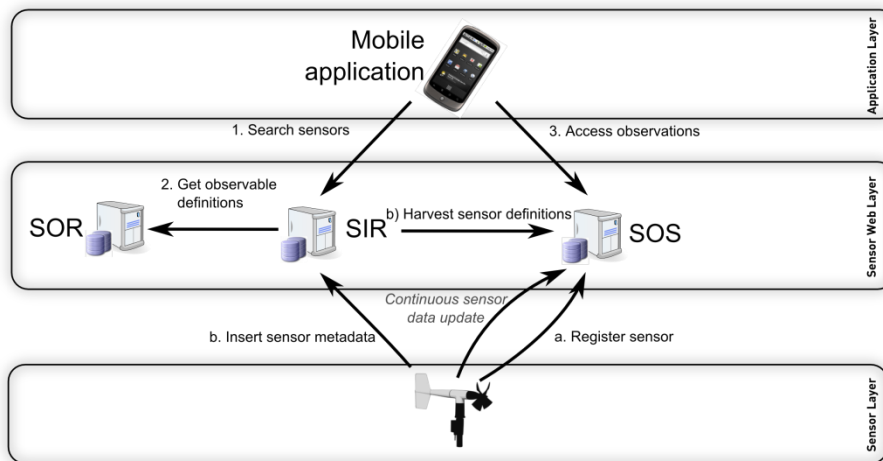 Mobile
application
Application Layer
1. Search sensors
3. Access observations
2. Get observable
definitions
b) Harvest sensor definitions
SOR
SIR
SOS
Sensor Web Layer
Continuous sensor
data update
b. Insert sensor metadata
a. Register sensor
Sensor Layer